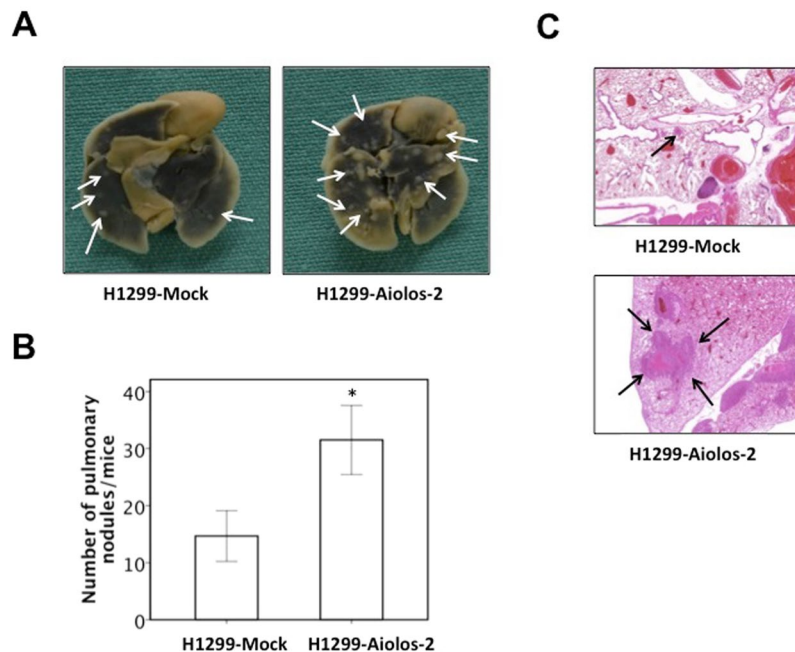 A
H1299-Mock
H1299-Aiolos-2
B
Number of pulmonary
nodules/mice
40
30
20
10
0
*
H1299-Mock
H1299-Aiolos-2
C
H1299-Mock
H1299-Aiolos-2